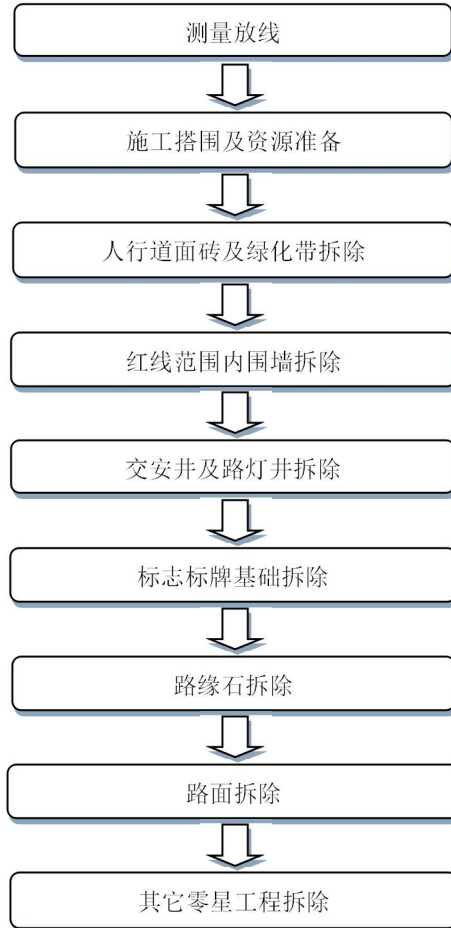 测量放线
施工搭围及资源准备
人行道面砖及绿化带拆除
红线范围内围墙拆除
交安井及路灯井拆除
标志标牌基础拆除
路缘石拆除
路面拆除
其它零星工程拆除